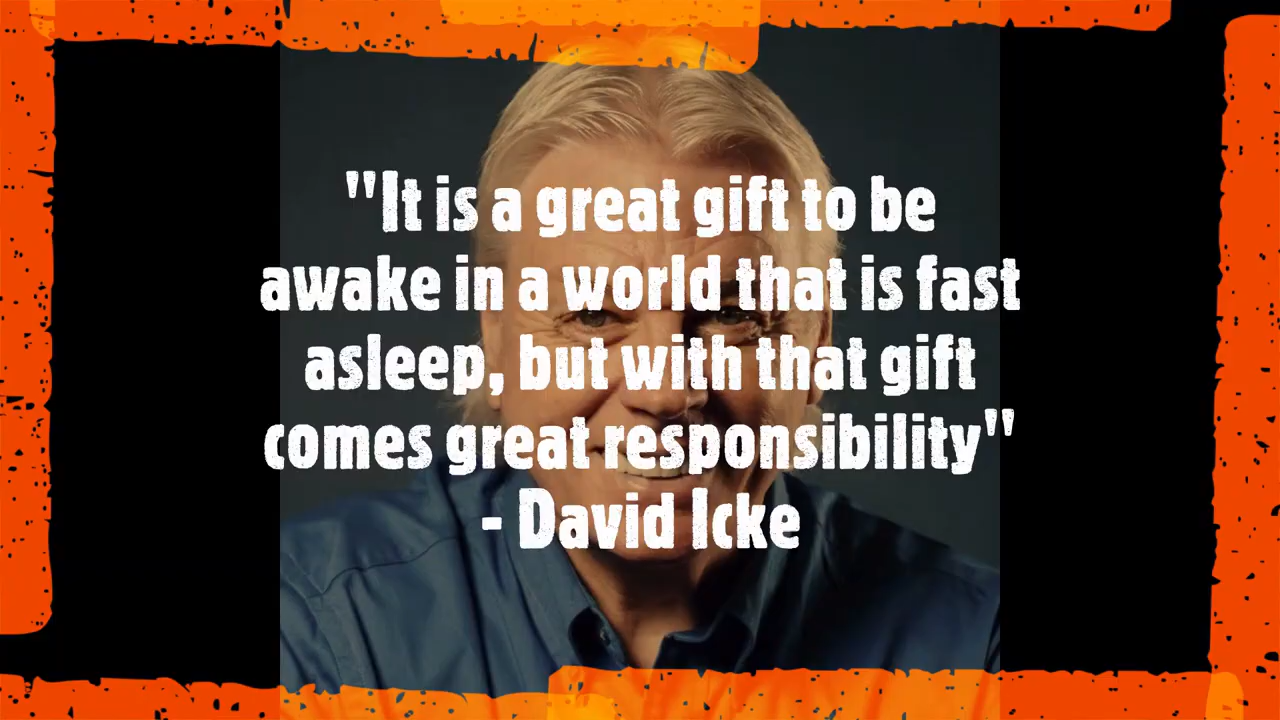 "It is a great gift to be
awake in a world that is fast
asleep, but with that gift
comes great responsibility"
- David Icke